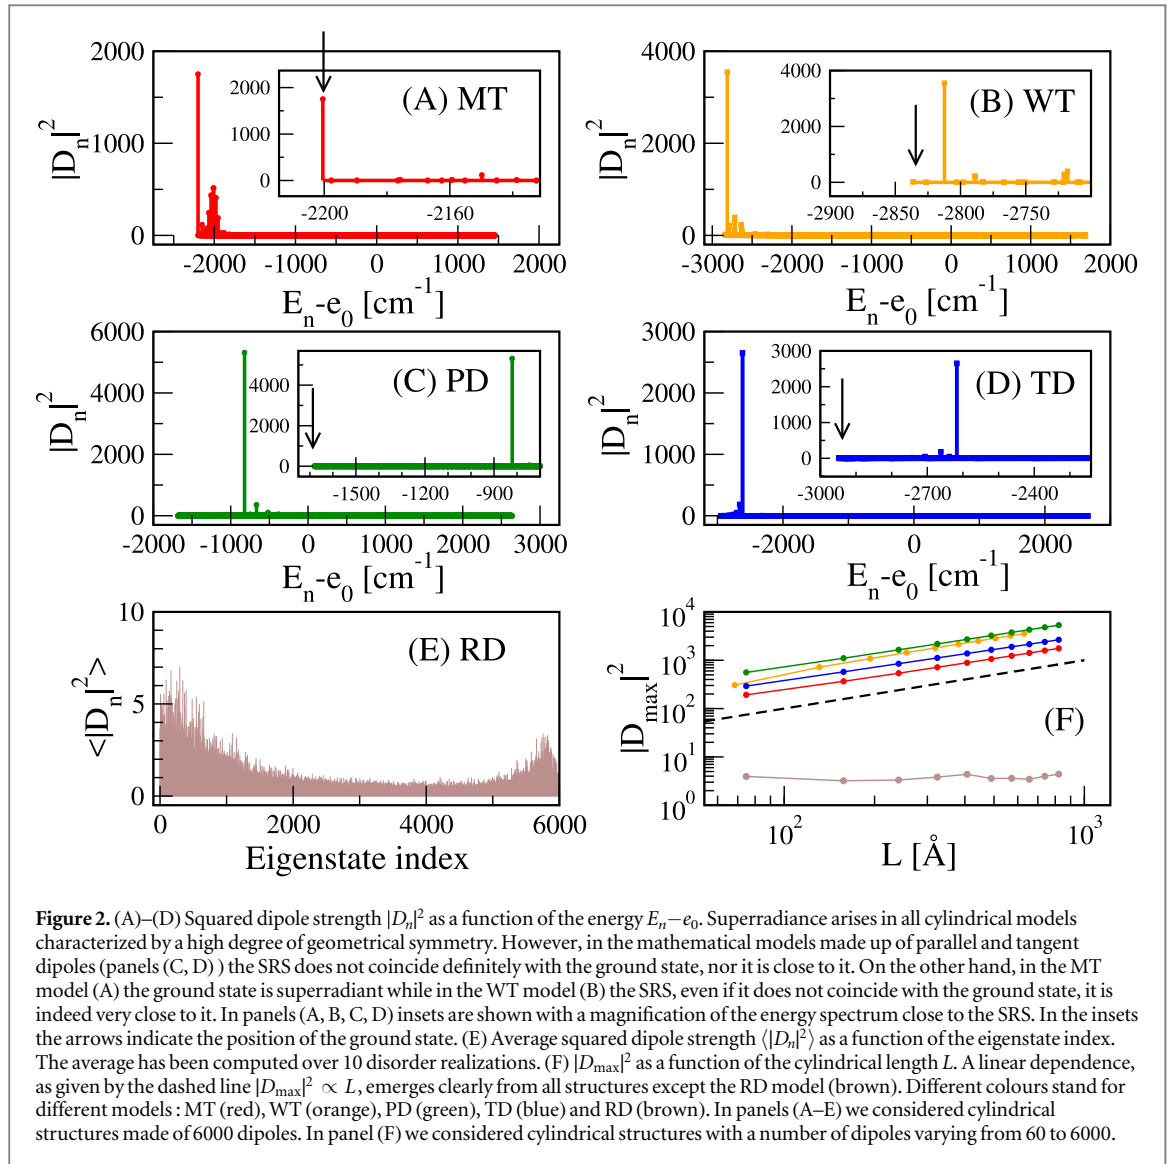 2000
1000
0
|Dn|²
2000
1000
0
(A) MT
-2200
-2160
-2000
-1000
0
1000
2000
En-e0 [cm-1]
4000
2000
0
|Dn|²
4000
2000
0
(B) WT
-2900
-2850
-2800
-2750
-3000
-2000
-1000
0
1000
2000
En-e0 [cm-1]
6000
4000
2000
0
|Dn|²
4000
2000
0
(C) PD
-1500
-1200
-900
-2000
-1000
0
1000
2000
3000
En-e0 [cm-1]
3000
2000
1000
0
|Dn|²
3000
2000
1000
0
(D) TD
-3000
-2700
-2400
-2000
0
2000
En-e0 [cm-1]
10
5
0
<|Dn|²>
(E) RD
0
2000
4000
6000
Eigenstate index
10⁴
10³
10²
10¹
10⁰
|Dmax|²
(F)
10²
10³
L [Å]
Figure 2. (A)–(D) Squared dipole strength |Dn|² as a function of the energy En−e0. Superradiance arises in all cylindrical models
characterized by a high degree of geometrical symmetry. However, in the mathematical models made up of parallel and tangent
dipoles (panels (C, D) ) the SRS does not coincide definitely with the ground state, nor it is close to it. On the other hand, in the MT
model (A) the ground state is superradiant while in the WT model (B) the SRS, even if it does not coincide with the ground state, it is
indeed very close to it. In panels (A, B, C, D) insets are shown with a magnification of the energy spectrum close to the SRS. In the insets
the arrows indicate the position of the ground state. (E) Average squared dipole strength ⟨|Dn|²⟩ as a function of the eigenstate index.
The average has been computed over 10 disorder realizations. (F) |Dmax|² as a function of the cylindrical length L. A linear dependence,
as given by the dashed line |Dmax|² ∝ L, emerges clearly from all structures except the RD model (brown). Different colours stand for
different models : MT (red), WT (orange), PD (green), TD (blue) and RD (brown). In panels (A–E) we considered cylindrical
structures made of 6000 dipoles. In panel (F) we considered cylindrical structures with a number of dipoles varying from 60 to 6000.